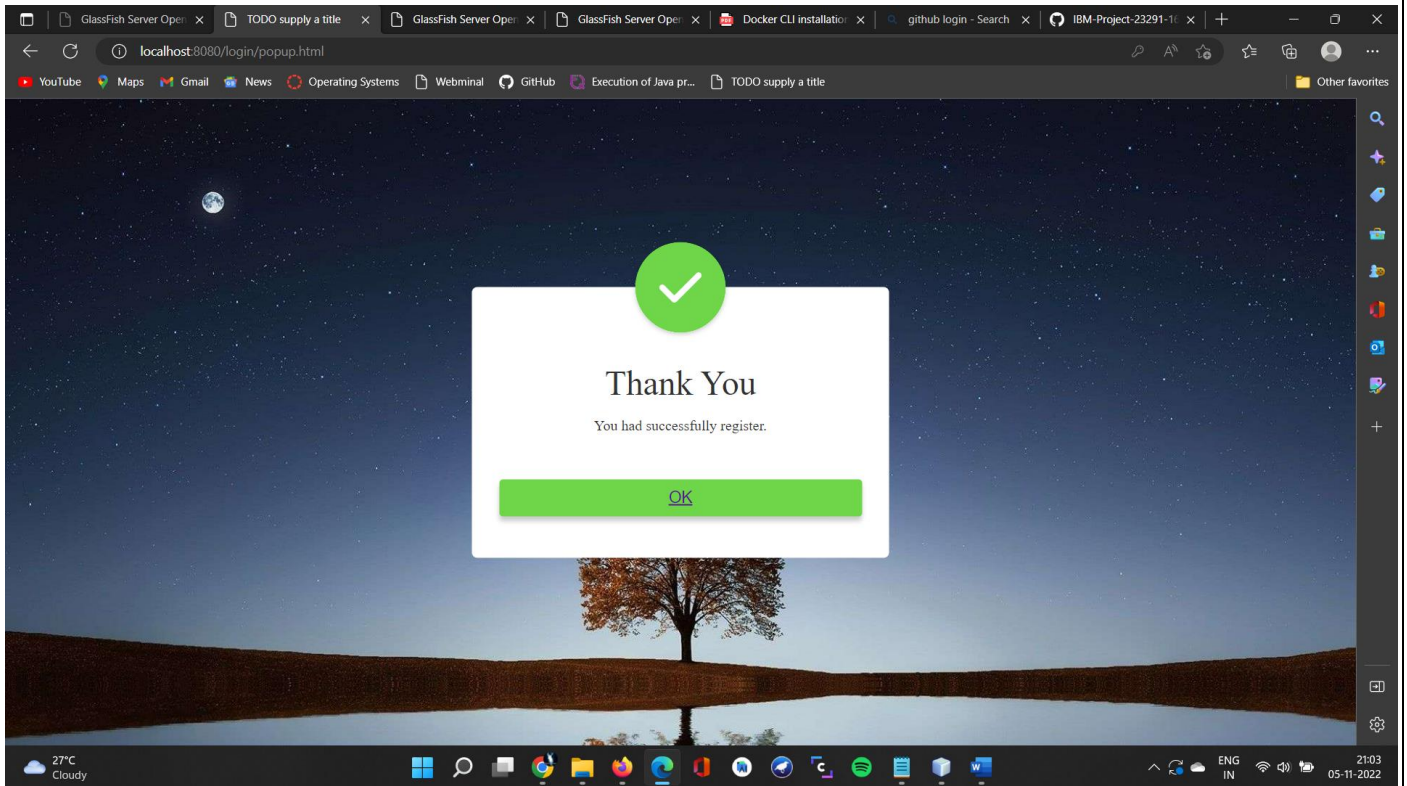 GlassFish Server Open
TODO supply a title
GlassFish Server Open
GlassFish Server Open
Docker CLI installation
github login - Search
IBM-Project-23291-16
localhost:8080/login/popup.html
YouTube
Maps
Gmail
News
Operating Systems
Webminal
GitHub
Execution of Java pr...
TODO supply a title
Other favorites
Thank You
You had successfully register.
OK
27°C
Cloudy
ENG
IN
21:03
05-11-2022